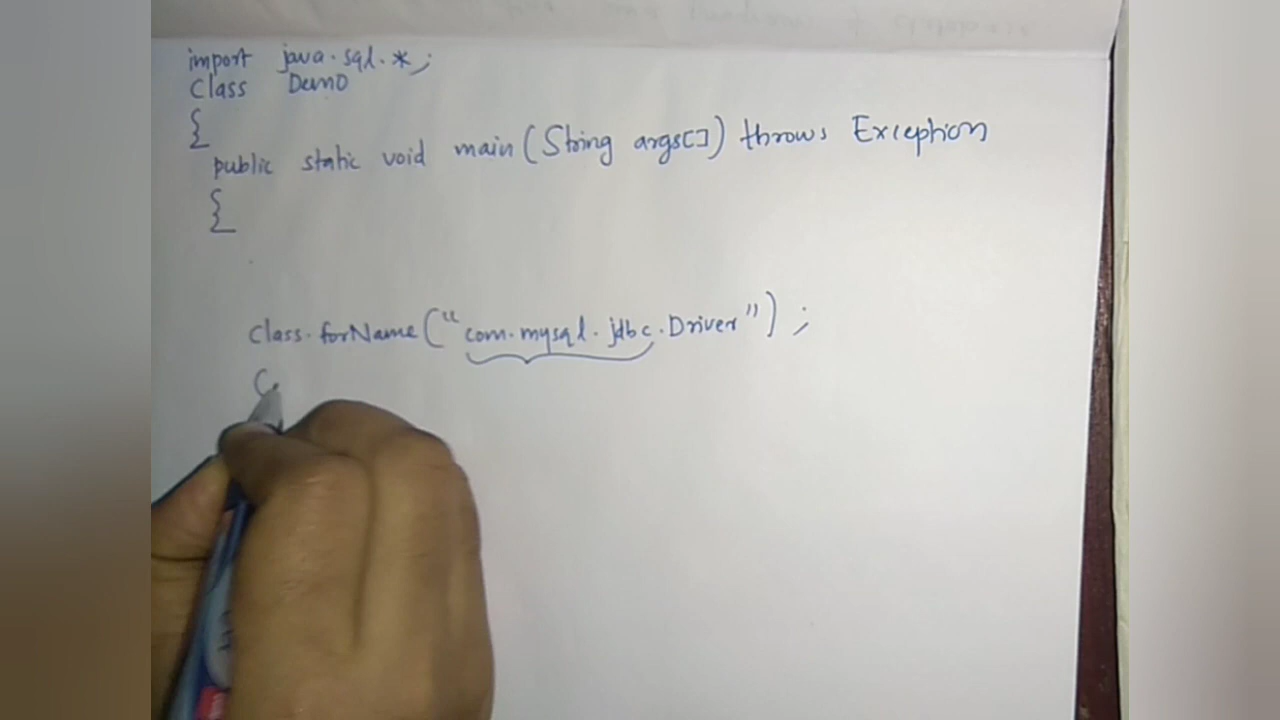 import java.sql.*;
Class Demo
{
public static void main(String args[]) throws Exception
{
Class.forName("com.mysql.jdbc.Driver");
C